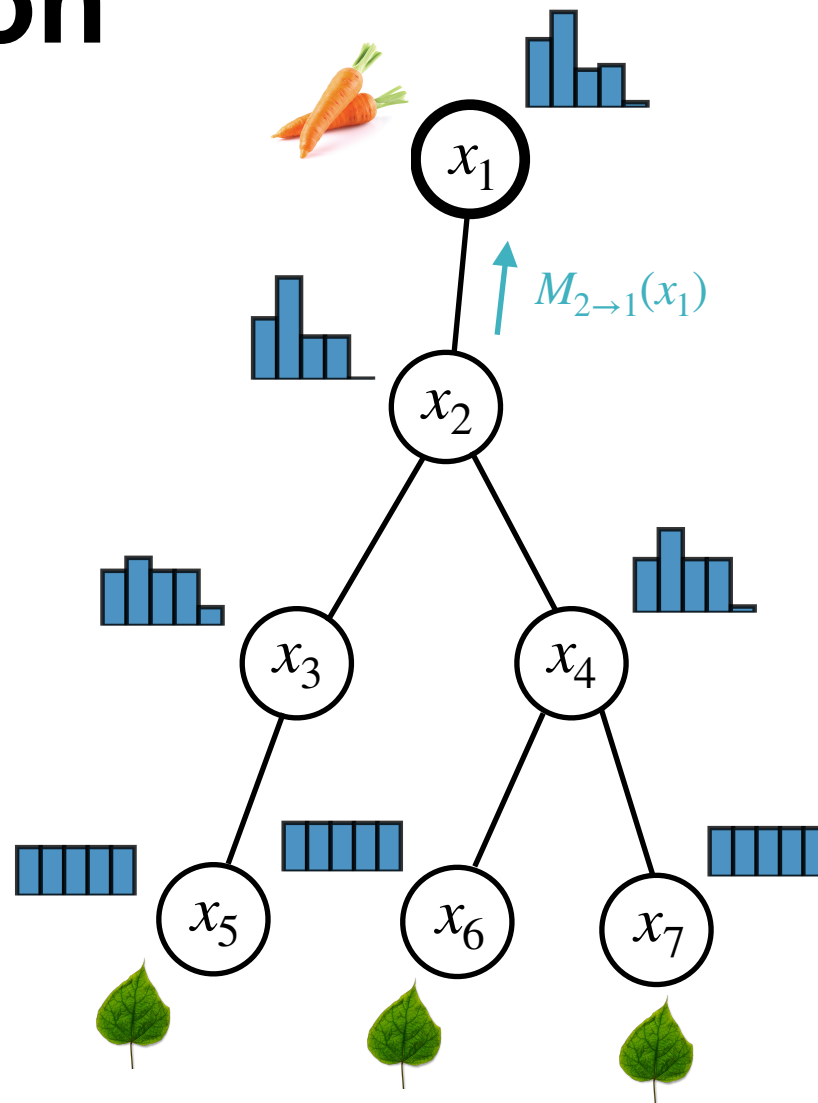 on
x₁
M₂→₁(x₁)
x₂
x₃ x₄
x₅ x₆ x₇